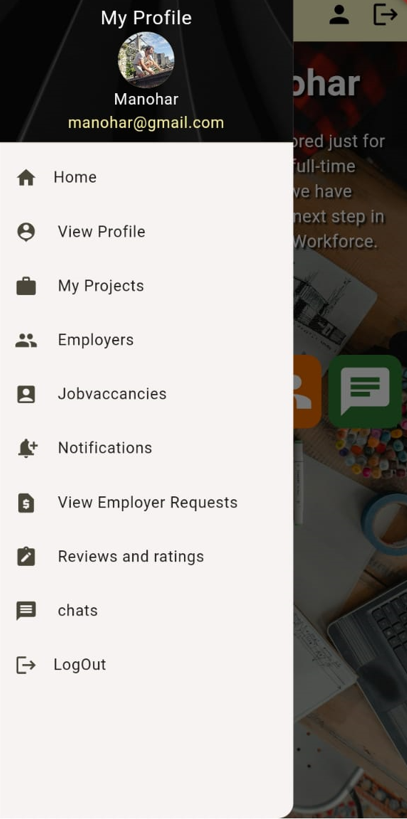 My Profile
Manohar
manohar@gmail.com
Home
View Profile
My Projects
Employers
Jobvaccancies
Notifications
View Employer Requests
Reviews and ratings
chats
LogOut
ohar
ored just for
full-time
we have
next step in
Workforce.